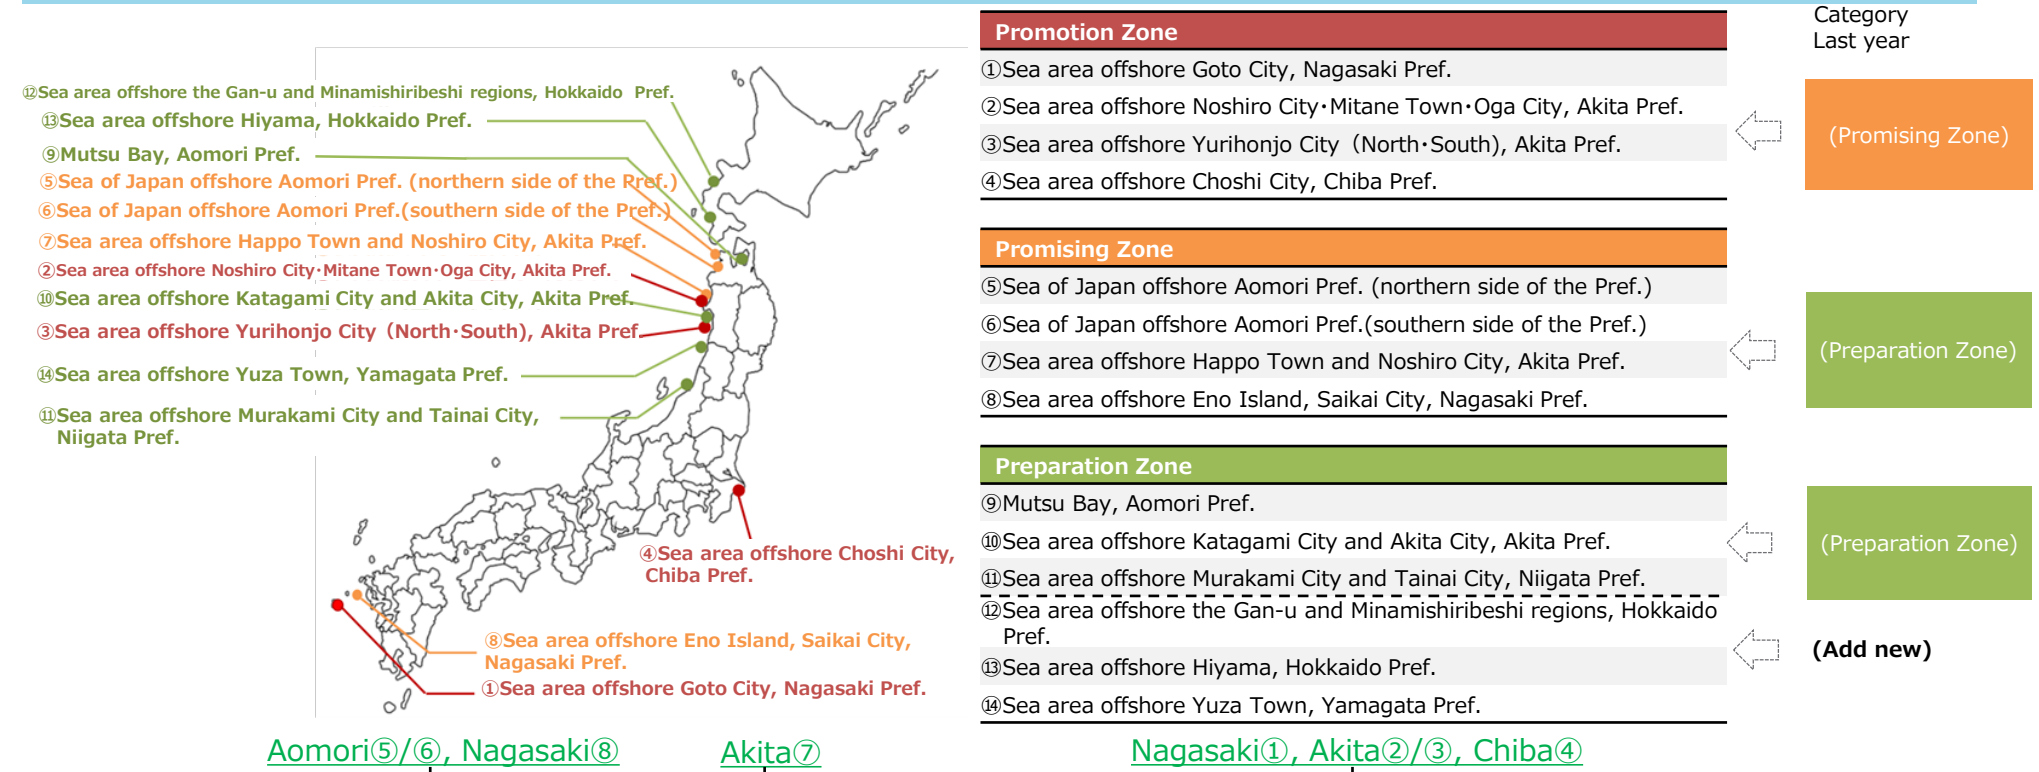 ⑫Sea area offshore the Gan-u and Minamishiribeshi regions, Hokkaido Pref.
⑬Sea area offshore Hiyama, Hokkaido Pref.
⑨Mutsu Bay, Aomori Pref.
⑤Sea of Japan offshore Aomori Pref. (northern side of the Pref.)
⑥Sea of Japan offshore Aomori Pref.(southern side of the Pref.)
⑦Sea area offshore Happo Town and Noshiro City, Akita Pref.
②Sea area offshore Noshiro City・Mitane Town・Oga City, Akita Pref.
⑩Sea area offshore Katagami City and Akita City, Akita Pref.
③Sea area offshore Yurihonjo City（North・South), Akita Pref.
⑭Sea area offshore Yuza Town, Yamagata Pref.
⑪Sea area offshore Murakami City and Tainai City,
Niigata Pref.
④Sea area offshore Choshi City,
Chiba Pref.
⑧Sea area offshore Eno Island, Saikai City,
Nagasaki Pref.
①Sea area offshore Goto City, Nagasaki Pref.
Promotion Zone
①Sea area offshore Goto City, Nagasaki Pref.
②Sea area offshore Noshiro City・Mitane Town・Oga City, Akita Pref.
③Sea area offshore Yurihonjo City（North・South), Akita Pref.
④Sea area offshore Choshi City, Chiba Pref.
Promising Zone
⑤Sea of Japan offshore Aomori Pref. (northern side of the Pref.)
⑥Sea of Japan offshore Aomori Pref.(southern side of the Pref.)
⑦Sea area offshore Happo Town and Noshiro City, Akita Pref.
⑧Sea area offshore Eno Island, Saikai City, Nagasaki Pref.
Preparation Zone
⑨Mutsu Bay, Aomori Pref.
⑩Sea area offshore Katagami City and Akita City, Akita Pref.
⑪Sea area offshore Murakami City and Tainai City, Niigata Pref.
⑫Sea area offshore the Gan-u and Minamishiribeshi regions, Hokkaido
Pref.
⑬Sea area offshore Hiyama, Hokkaido Pref.
⑭Sea area offshore Yuza Town, Yamagata Pref.
Category
Last year
(Promising Zone)
(Preparation Zone)
(Preparation Zone)
(Add new)
Aomori⑤/⑥, Nagasaki⑧
Akita⑦
Nagasaki①, Akita②/③, Chiba④